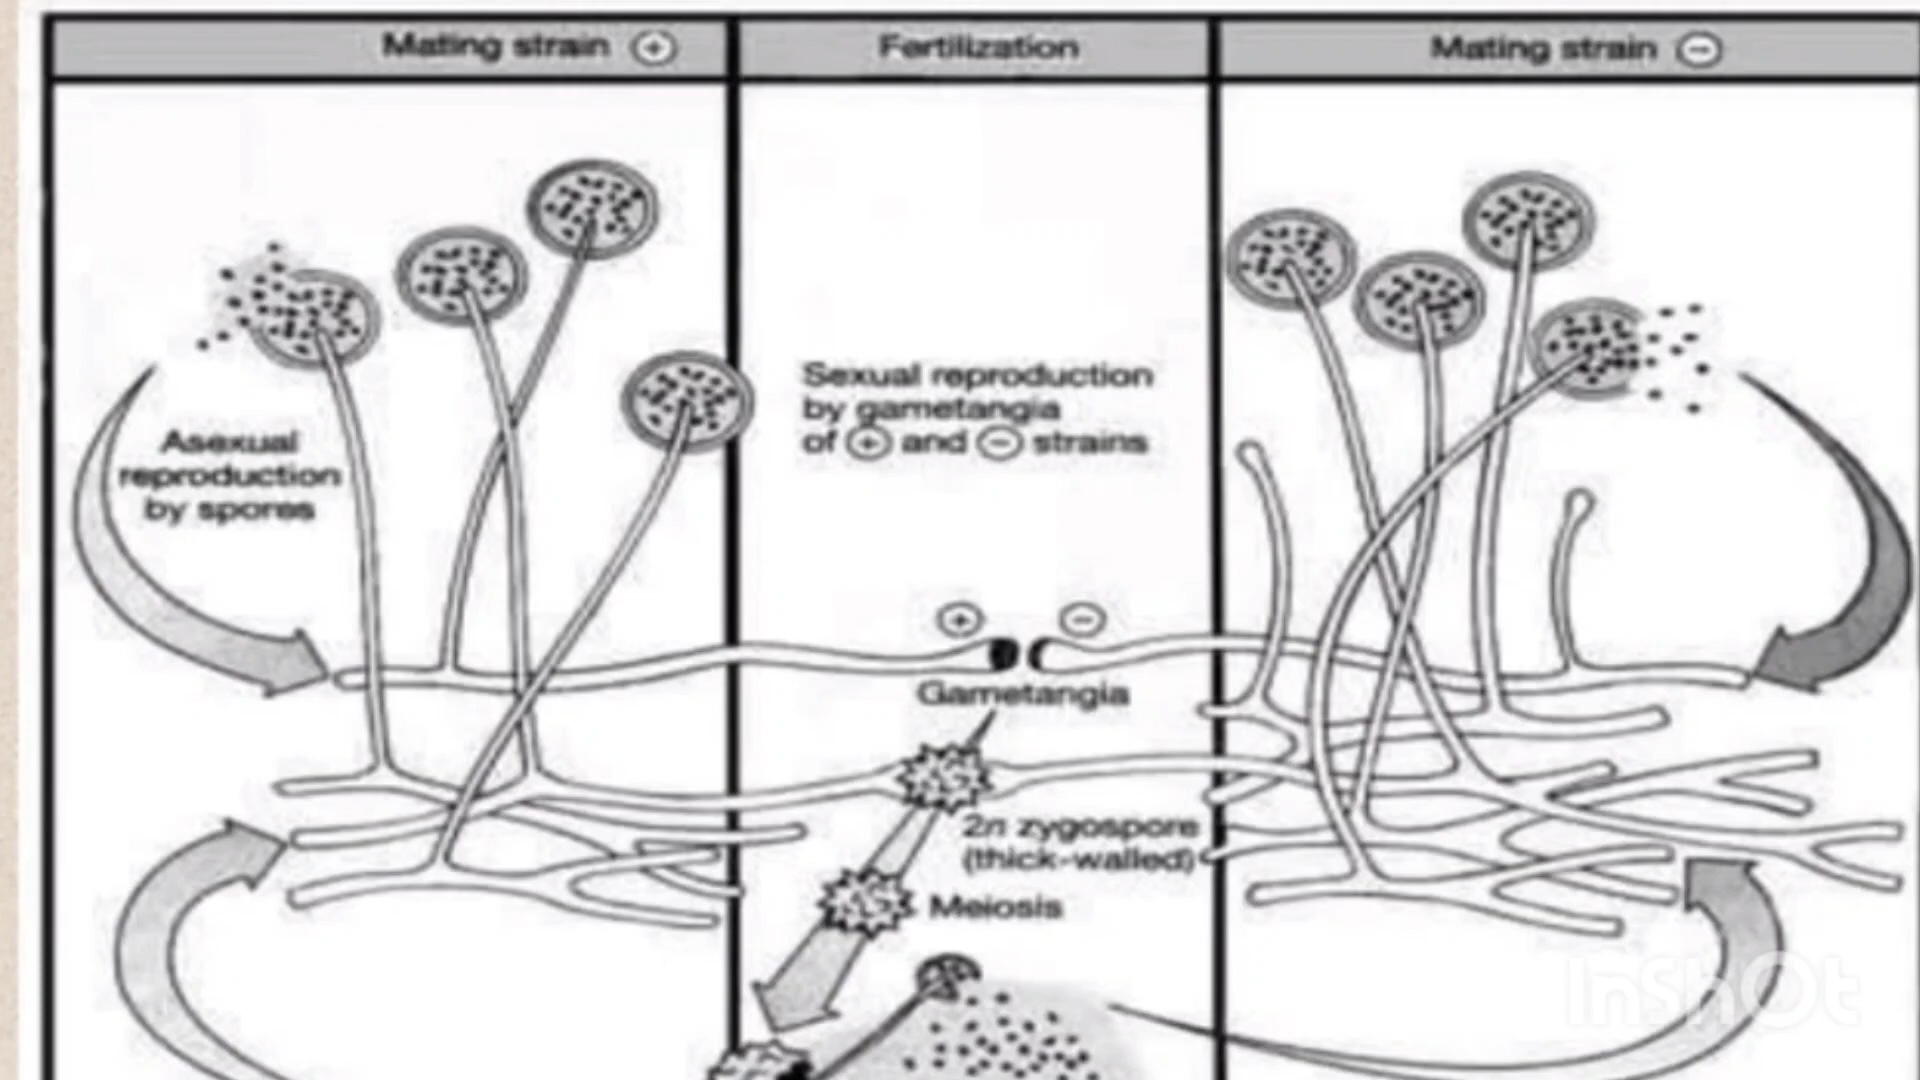 Mating strain +
Fertilization
Mating strain −
Asexual
reproduction
by spores
Sexual reproduction
by gametangia
of + and − strains
+ −
Gametangia
2n zygospore
(thick-walled)
Meiosis
InShOt